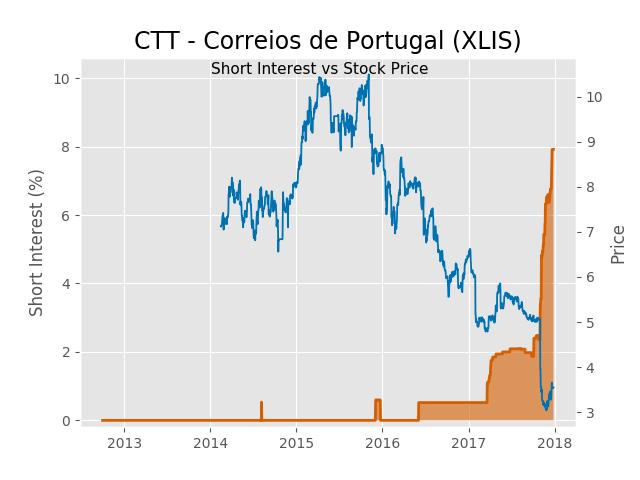 CTT - Correios de Portugal (XLIS)
Short Interest vs Stock Price
Short Interest (%)
10
8
6
4
2
0
10
9
8
7
6
5
4
3
Price
2013 2014 2015 2016 2017 2018